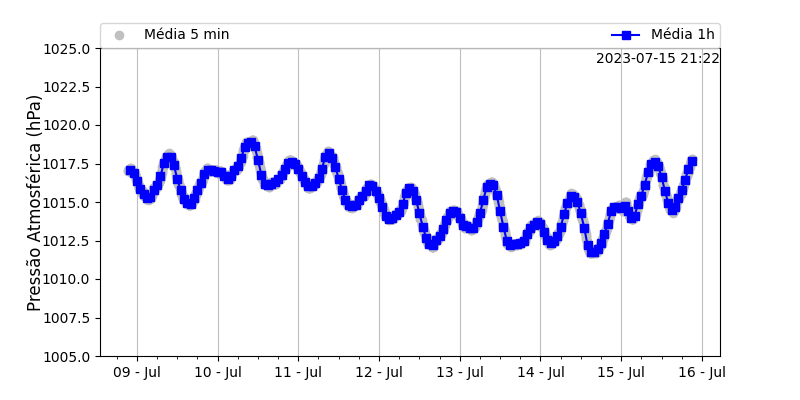 Média 5 min
Média 1h
2023-07-15 21:22
Pressão Atmosférica (hPa)
1025.0
1022.5
1020.0
1017.5
1015.0
1012.5
1010.0
1007.5
1005.0
09 - Jul
10 - Jul
11 - Jul
12 - Jul
13 - Jul
14 - Jul
15 - Jul
16 - Jul